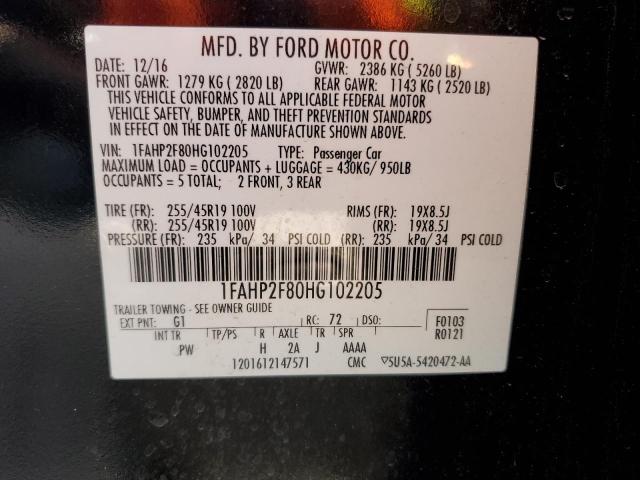 MFD. BY FORD MOTOR CO.
DATE: 12/16 GVWR: 2386 KG ( 5260 LB)
FRONT GAWR: 1279 KG ( 2820 LB) REAR GAWR: 1143 KG ( 2520 LB)
THIS VEHICLE CONFORMS TO ALL APPLICABLE FEDERAL MOTOR
VEHICLE SAFETY, BUMPER, AND THEFT PREVENTION STANDARDS
IN EFFECT ON THE DATE OF MANUFACTURE SHOWN ABOVE.
VIN: 1FAHP2F80HG102205 TYPE: Passenger Car
MAXIMUM LOAD = OCCUPANTS + LUGGAGE = 430KG/ 950LB
OCCUPANTS = 5 TOTAL; 2 FRONT, 3 REAR
TIRE (FR): 255/45R19 100V RIMS (FR): 19X8.5J
(RR): 255/45R19 100V (RR): 19X8.5J
PRESSURE (FR): 235 kPa/ 34 PSI COLD (RR): 235 kPa/34 PSI COLD
1FAHP2F80HG102205
TRAILER TOWING - SEE OWNER GUIDE
EXT PNT: G1 RC: 72 DSO: F0103
INT TR TP/PS R AXLE TR SPR R0121
PW H 2A J AAAA
1201612147571 CMC ▽5U5A-5420472-AA